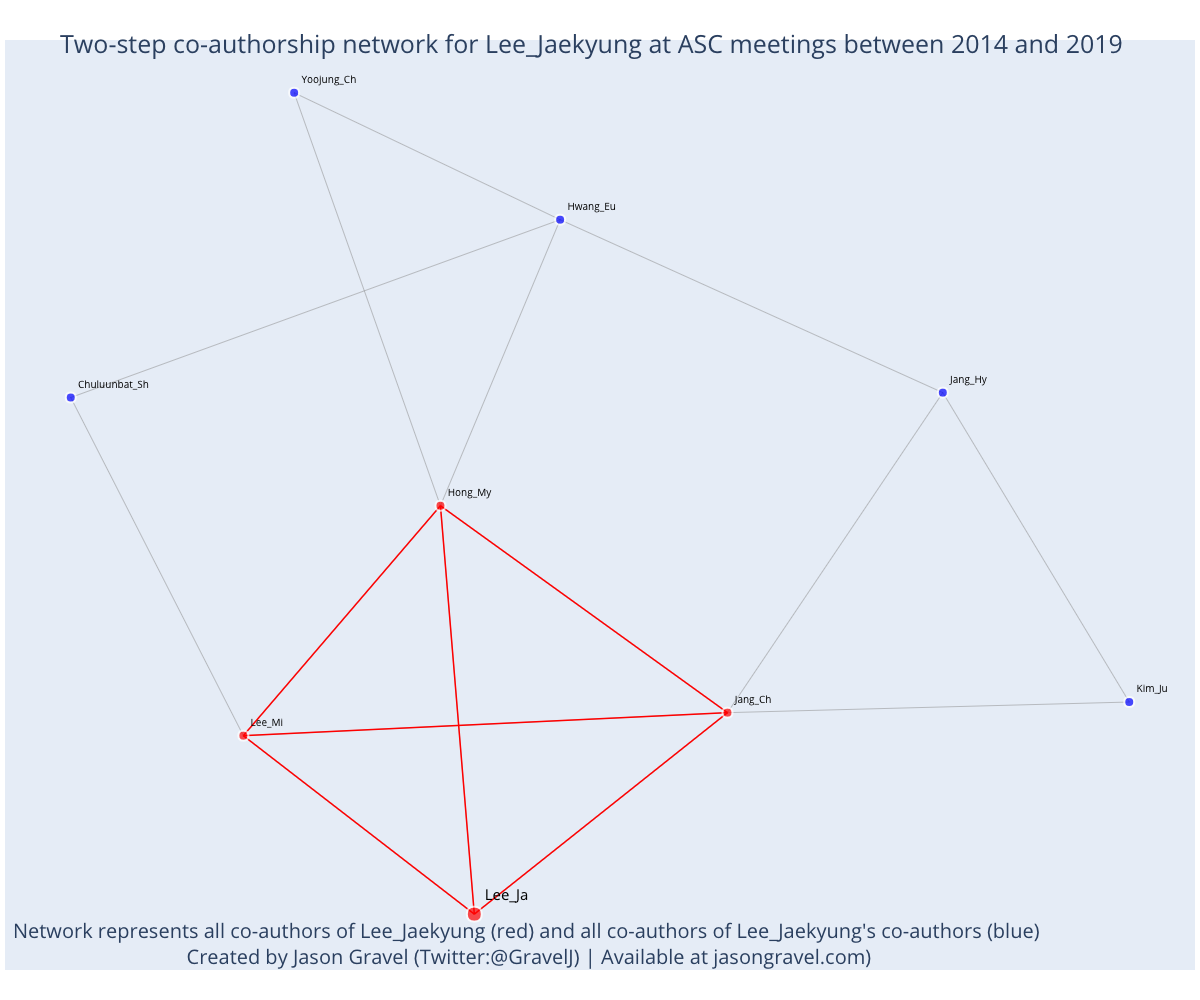 Two-step co-authorship network for Lee_Jaekyung at ASC meetings between 2014 and 2019
Yoojung_Ch
Hwang_Eu
Jang_Hy
Chuluunbat_Sh
Hong_My
Kim_Ju
Jang_Ch
Lee_Mi
Lee_Ja
Network represents all co-authors of Lee_Jaekyung (red) and all co-authors of Lee_Jaekyung's co-authors (blue)
Created by Jason Gravel (Twitter:@GravelJ) | Available at jasongravel.com)